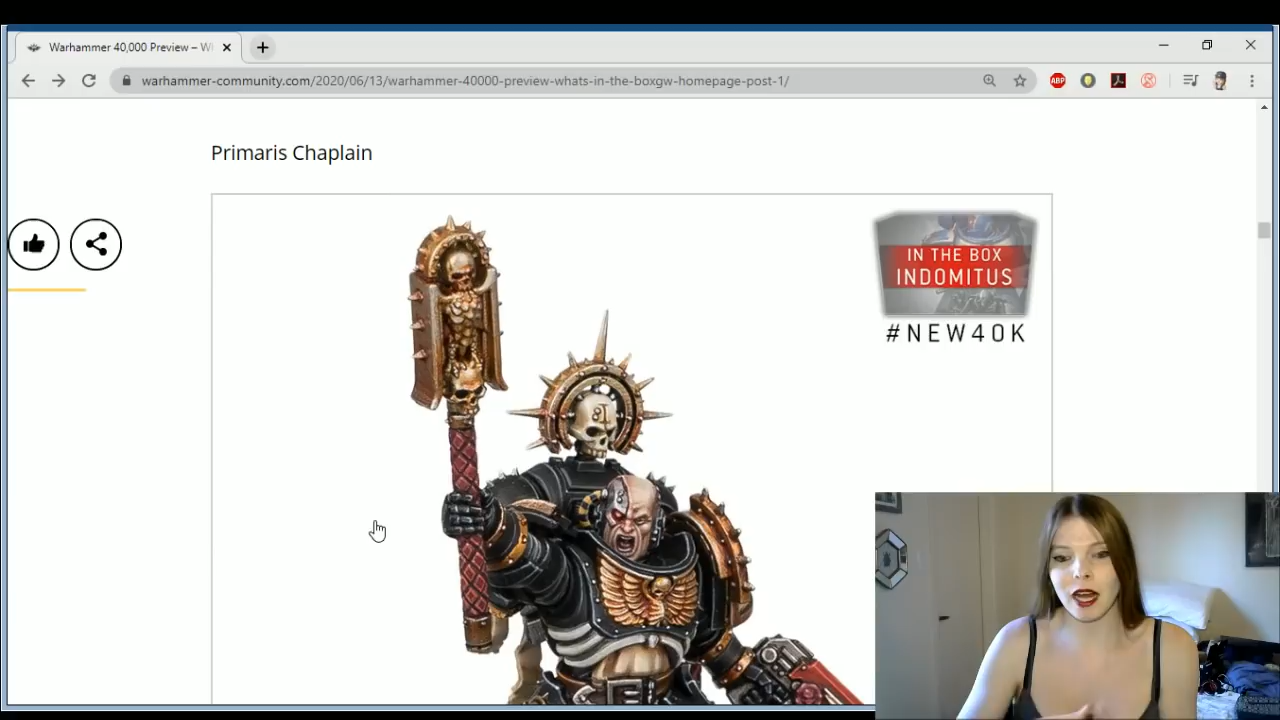 Warhammer 40,000 Preview – W
warhammer-community.com/2020/06/13/warhammer-40000-preview-whats-in-the-boxgw-homepage-post-1/
ABP
Primaris Chaplain
IN THE BOX
INDOMITUS
#NEW40K